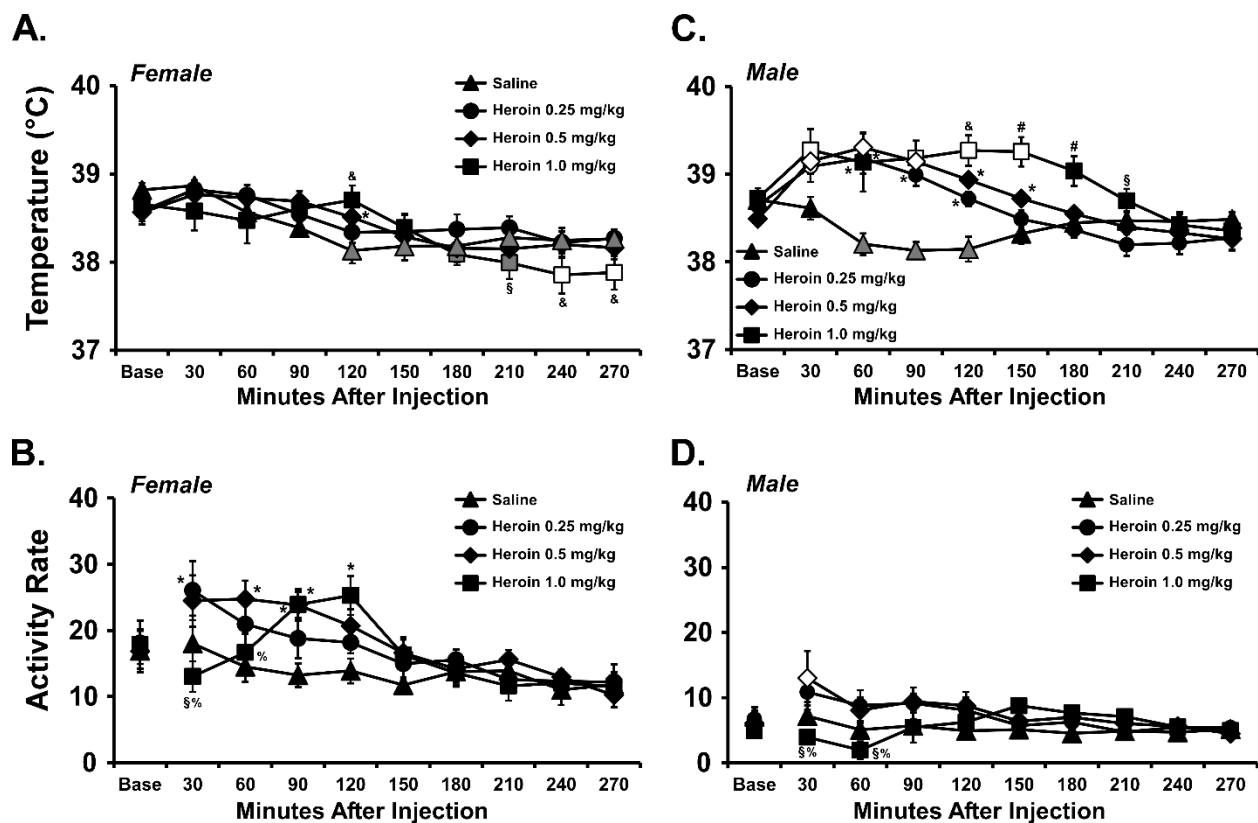 A.
Female
Saline
Heroin 0.25 mg/kg
Heroin 0.5 mg/kg
Heroin 1.0 mg/kg
Temperature (°C)
40
39
38
37
&
*
§
&
&
Base 30 60 90 120 150 180 210 240 270
Minutes After Injection
C.
Male
40
39
38
37
&
#
#
§
*
*
*
*
*
*
Saline
Heroin 0.25 mg/kg
Heroin 0.5 mg/kg
Heroin 1.0 mg/kg
Base 30 60 90 120 150 180 210 240 270
Minutes After Injection
B.
Female
Saline
Heroin 0.25 mg/kg
Heroin 0.5 mg/kg
Heroin 1.0 mg/kg
Activity Rate
40
30
20
10
0
*
*
*
*
*
%
§%
Base 30 60 90 120 150 180 210 240 270
Minutes After Injection
D.
Male
Saline
Heroin 0.25 mg/kg
Heroin 0.5 mg/kg
Heroin 1.0 mg/kg
40
30
20
10
0
§%
§%
Base 30 60 90 120 150 180 210 240 270
Minutes After Injection